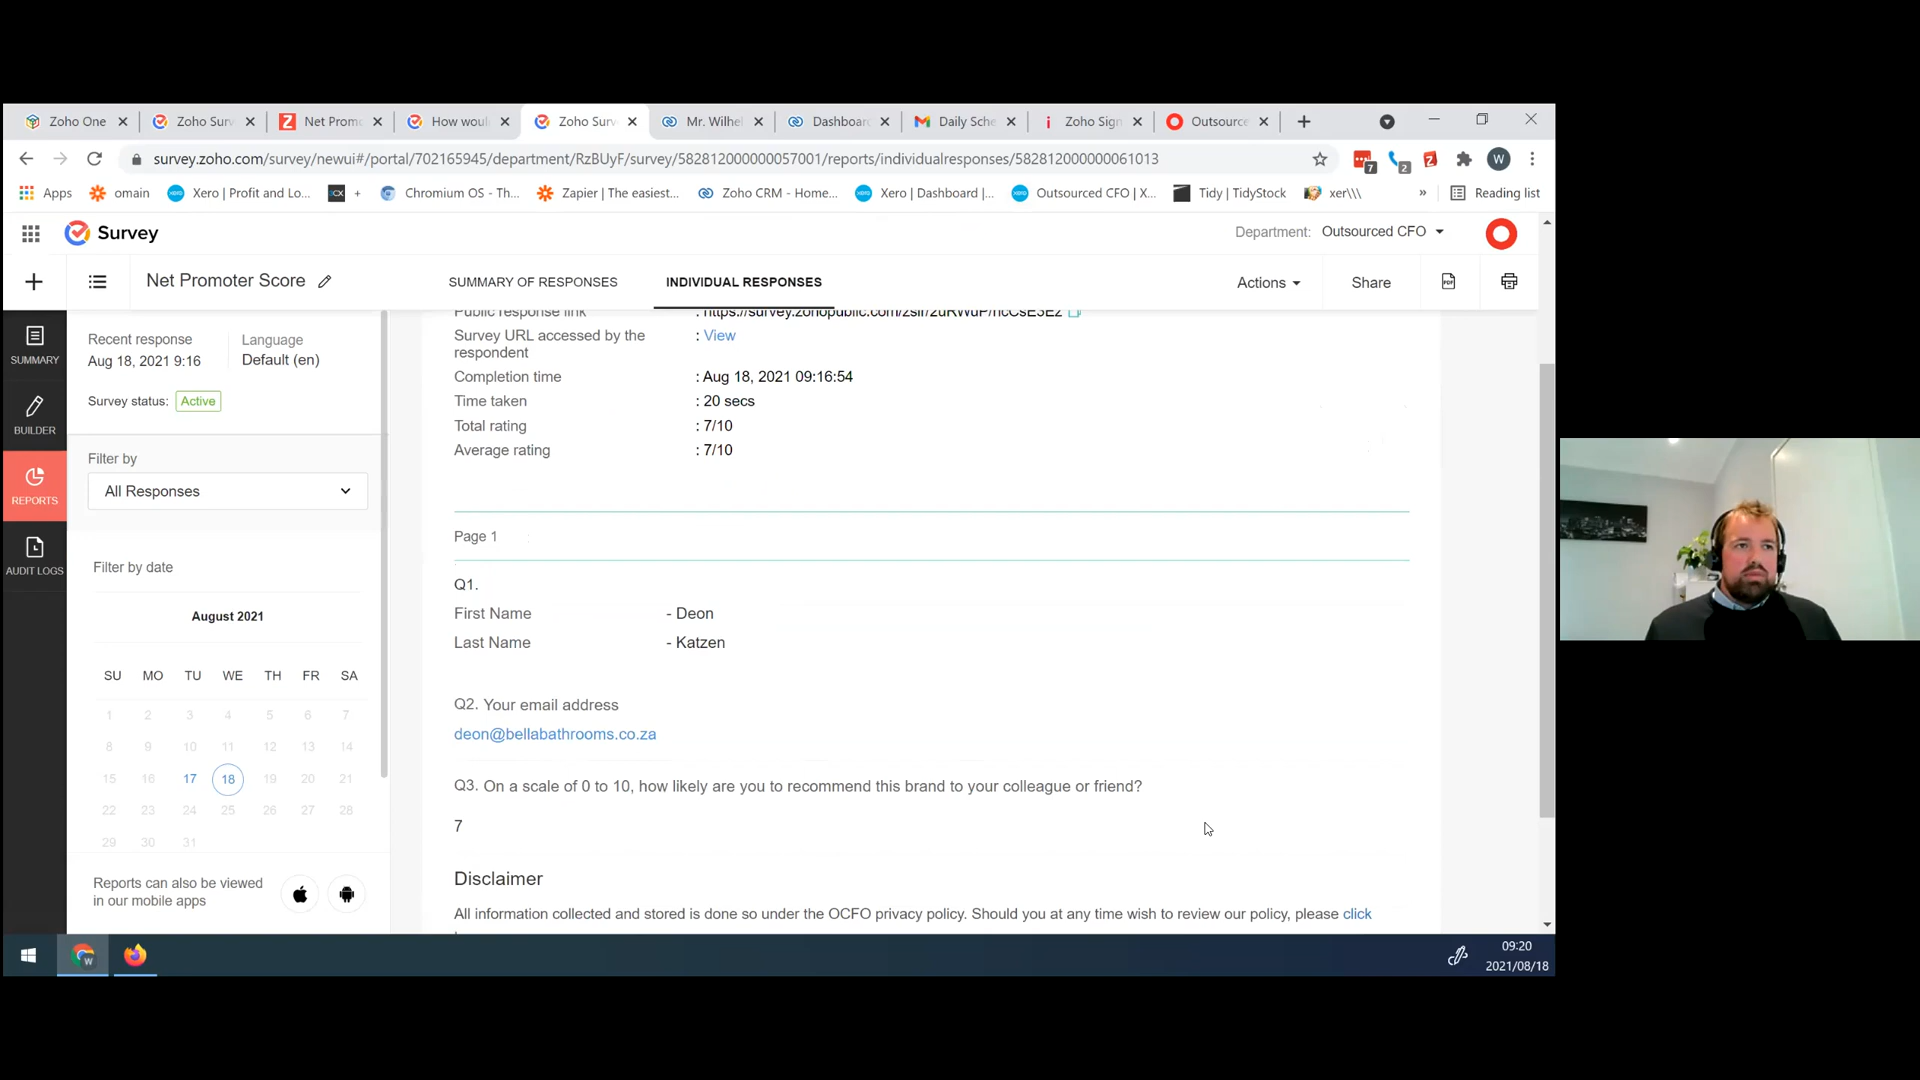 Zoho One
Zoho Surv
Net Promo
How woul
Zoho Surv
Mr. Wilhel
Dashboar
Daily Sche
Zoho Sign
Outsource
survey.zoho.com/survey/newui#/portal/702165945/department/RzBUyF/survey/582812000000057001/reports/individualresponses/582812000000061013
7
2
W
Apps
omain
Xero | Profit and Lo...
+
Chromium OS - Th...
Zapier | The easiest...
Zoho CRM - Home...
Xero | Dashboard |...
Outsourced CFO | X...
Tidy | TidyStock
xer\\\
»
Reading list
Survey
Department: Outsourced CFO
Net Promoter Score
SUMMARY OF RESPONSES
INDIVIDUAL RESPONSES
Actions
Share
SUMMARY
BUILDER
REPORTS
AUDIT LOGS
Recent response
Aug 18, 2021 9:16
Language
Default (en)
Survey status: Active
Filter by
All Responses
Filter by date
August 2021
SU MO TU WE TH FR SA
1 2 3 4 5 6 7
8 9 10 11 12 13 14
15 16 17 18 19 20 21
22 23 24 25 26 27 28
29 30 31
Reports can also be viewed
in our mobile apps
Public response link
Survey URL accessed by the
respondent
: View
Completion time : Aug 18, 2021 09:16:54
Time taken : 20 secs
Total rating : 7/10
Average rating : 7/10
Page 1
Q1.
First Name - Deon
Last Name - Katzen
Q2. Your email address
deon@bellabathrooms.co.za
Q3. On a scale of 0 to 10, how likely are you to recommend this brand to your colleague or friend?
7
Disclaimer
All information collected and stored is done so under the OCFO privacy policy. Should you at any time wish to review our policy, please click
09:20
2021/08/18